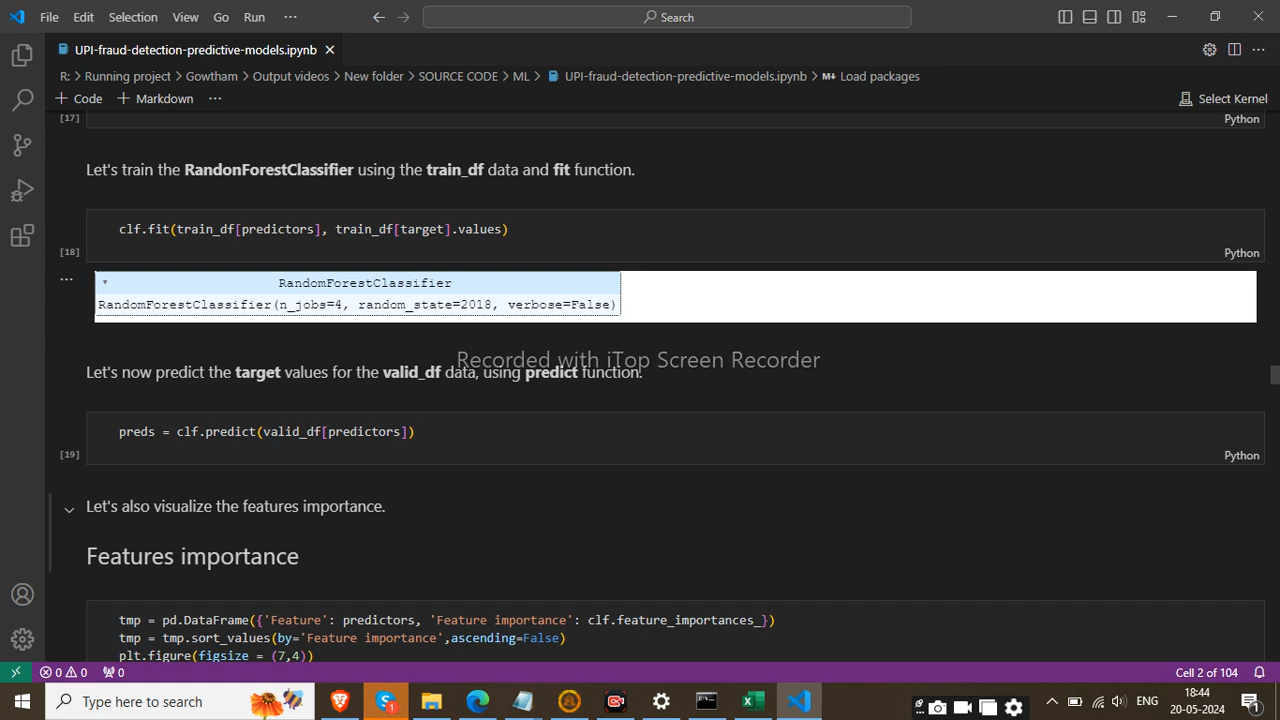 File Edit Selection View Go Run ··· Search
UPI-fraud-detection-predictive-models.ipynb
R: > Running project > Gowtham > Output videos > New folder > SOURCE CODE > ML > UPI-fraud-detection-predictive-models.ipynb > Load packages
+ Code + Markdown ··· Select Kernel
[17] Python
Let's train the RandonForestClassifier using the train_df data and fit function.
clf.fit(train_df[predictors], train_df[target].values)
[18] Python
RandomForestClassifier
RandomForestClassifier(n_jobs=4, random_state=2018, verbose=False)
Recorded with iTop Screen Recorder
Let's now predict the target values for the valid_df data, using predict function.
preds = clf.predict(valid_df[predictors])
[19] Python
Let's also visualize the features importance.
Features importance
tmp = pd.DataFrame({'Feature': predictors, 'Feature importance': clf.feature_importances_})
tmp = tmp.sort_values(by='Feature importance',ascending=False)
plt.figure(figsize = (7,4))
0 0 0 Cell 2 of 104
Type here to search ENG 18:44
20-05-2024